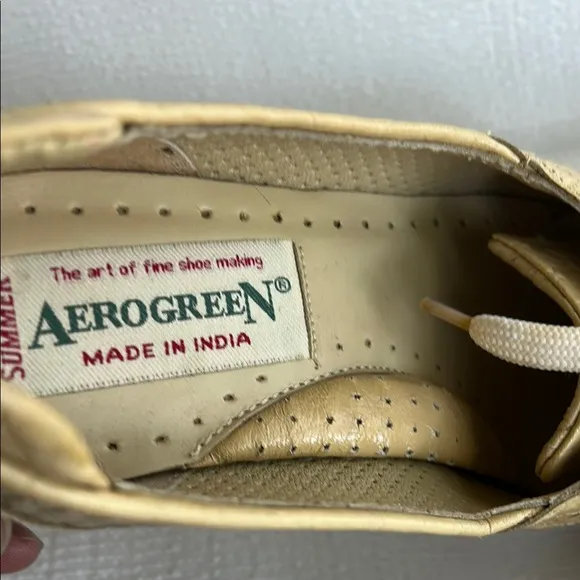 SUMMER
The art of fine shoe making
AEROGREEN®
MADE IN INDIA